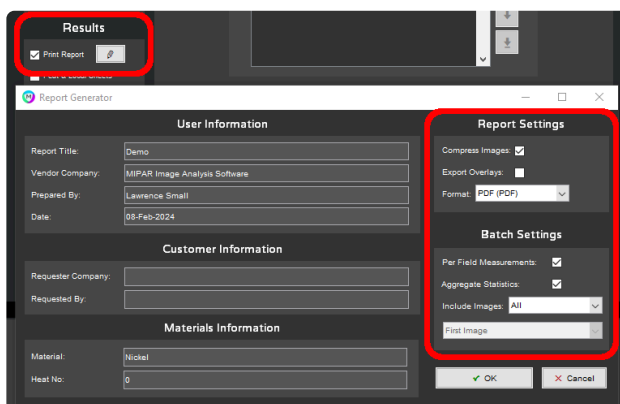 Results
Print Report
Report Generator
User Information
Report Title: Demo
Vendor Company: MIPAR Image Analysis Software
Prepared By: Lawrence Small
Date: 08-Feb-2024
Customer Information
Requester Company:
Requested By:
Materials Information
Material: Nickel
Heat No: 0
Report Settings
Compress Images:
Export Overlays:
Format: PDF (PDF)
Batch Settings
Per Field Measurements:
Aggregate Statistics:
Include Images: All
First Image
OK Cancel